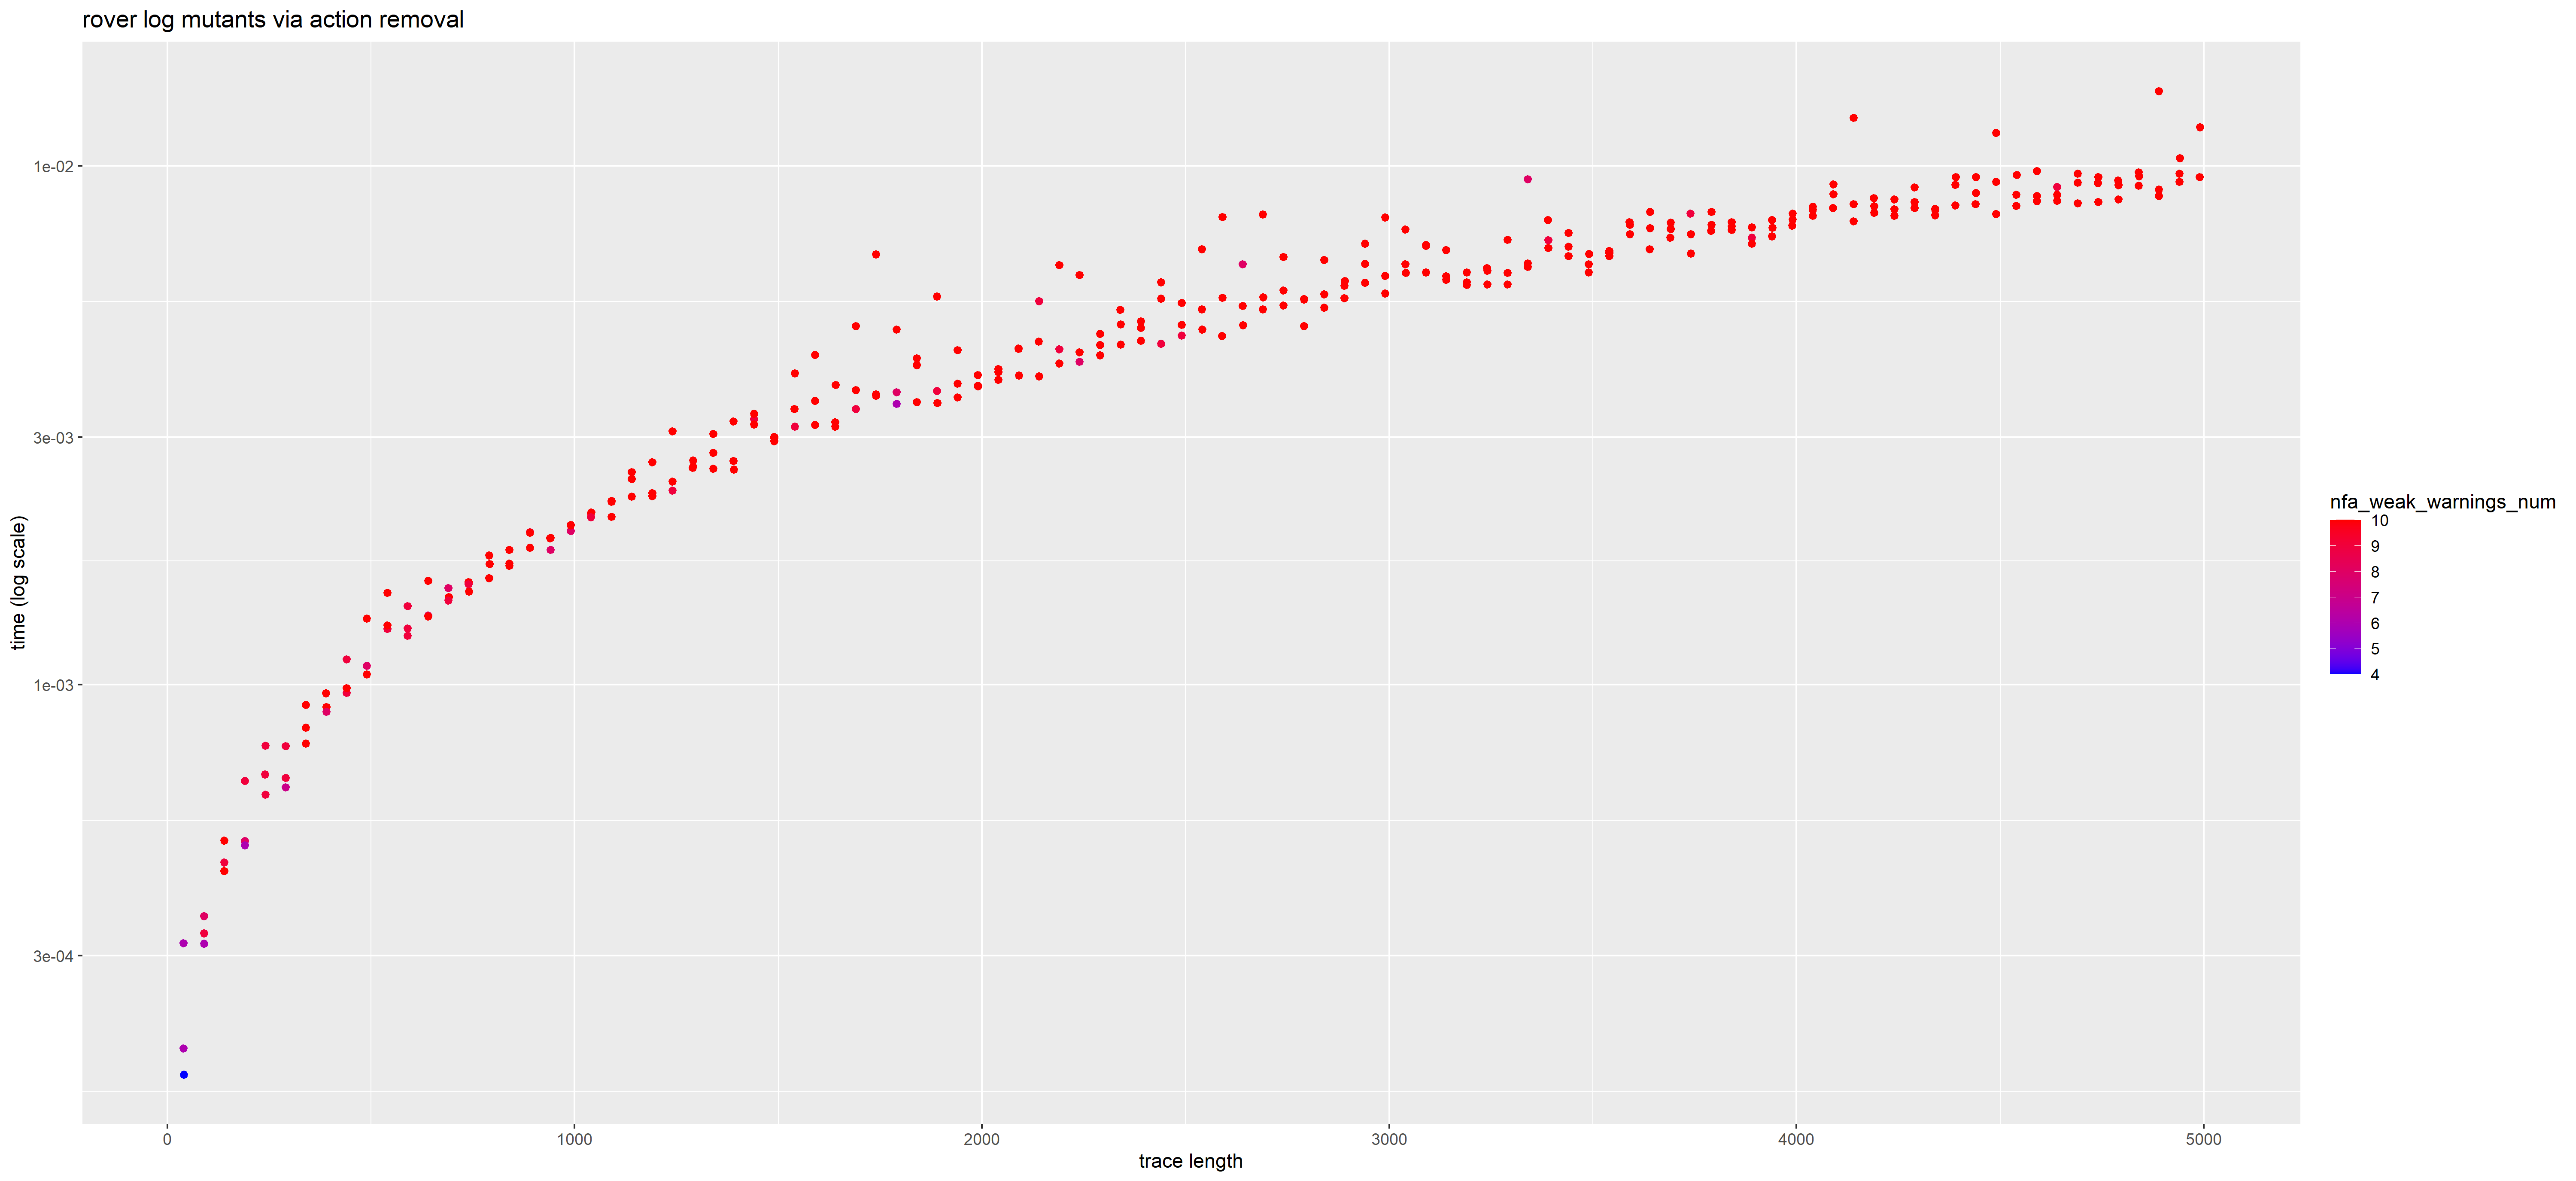 rover log mutants via action removal
time (log scale)
1e-02
3e-03
1e-03
3e-04
0 1000 2000 3000 4000 5000
trace length
nfa_weak_warnings_num
10
9
8
7
6
5
4